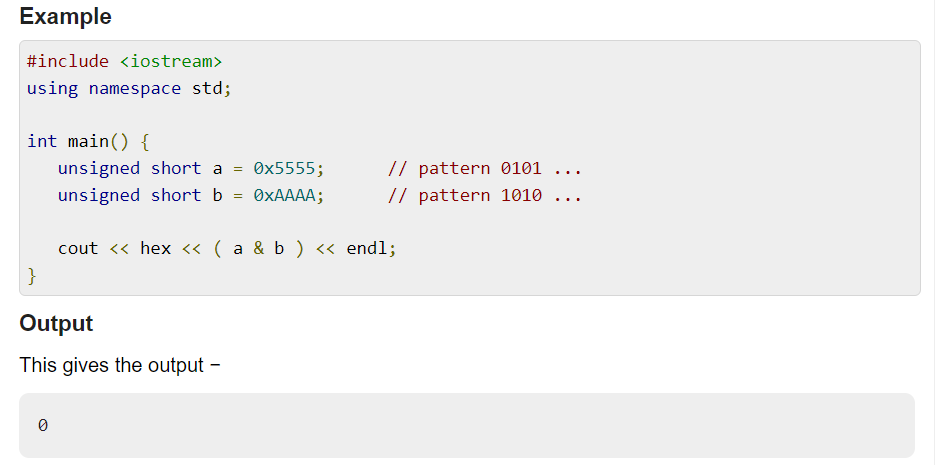 Example
#include <iostream>
using namespace std;
int main() {
unsigned short a = 0x5555;      // pattern 0101 ...
unsigned short b = 0xAAAA;      // pattern 1010 ...
cout << hex << ( a & b ) << endl;
}
Output
This gives the output −
0